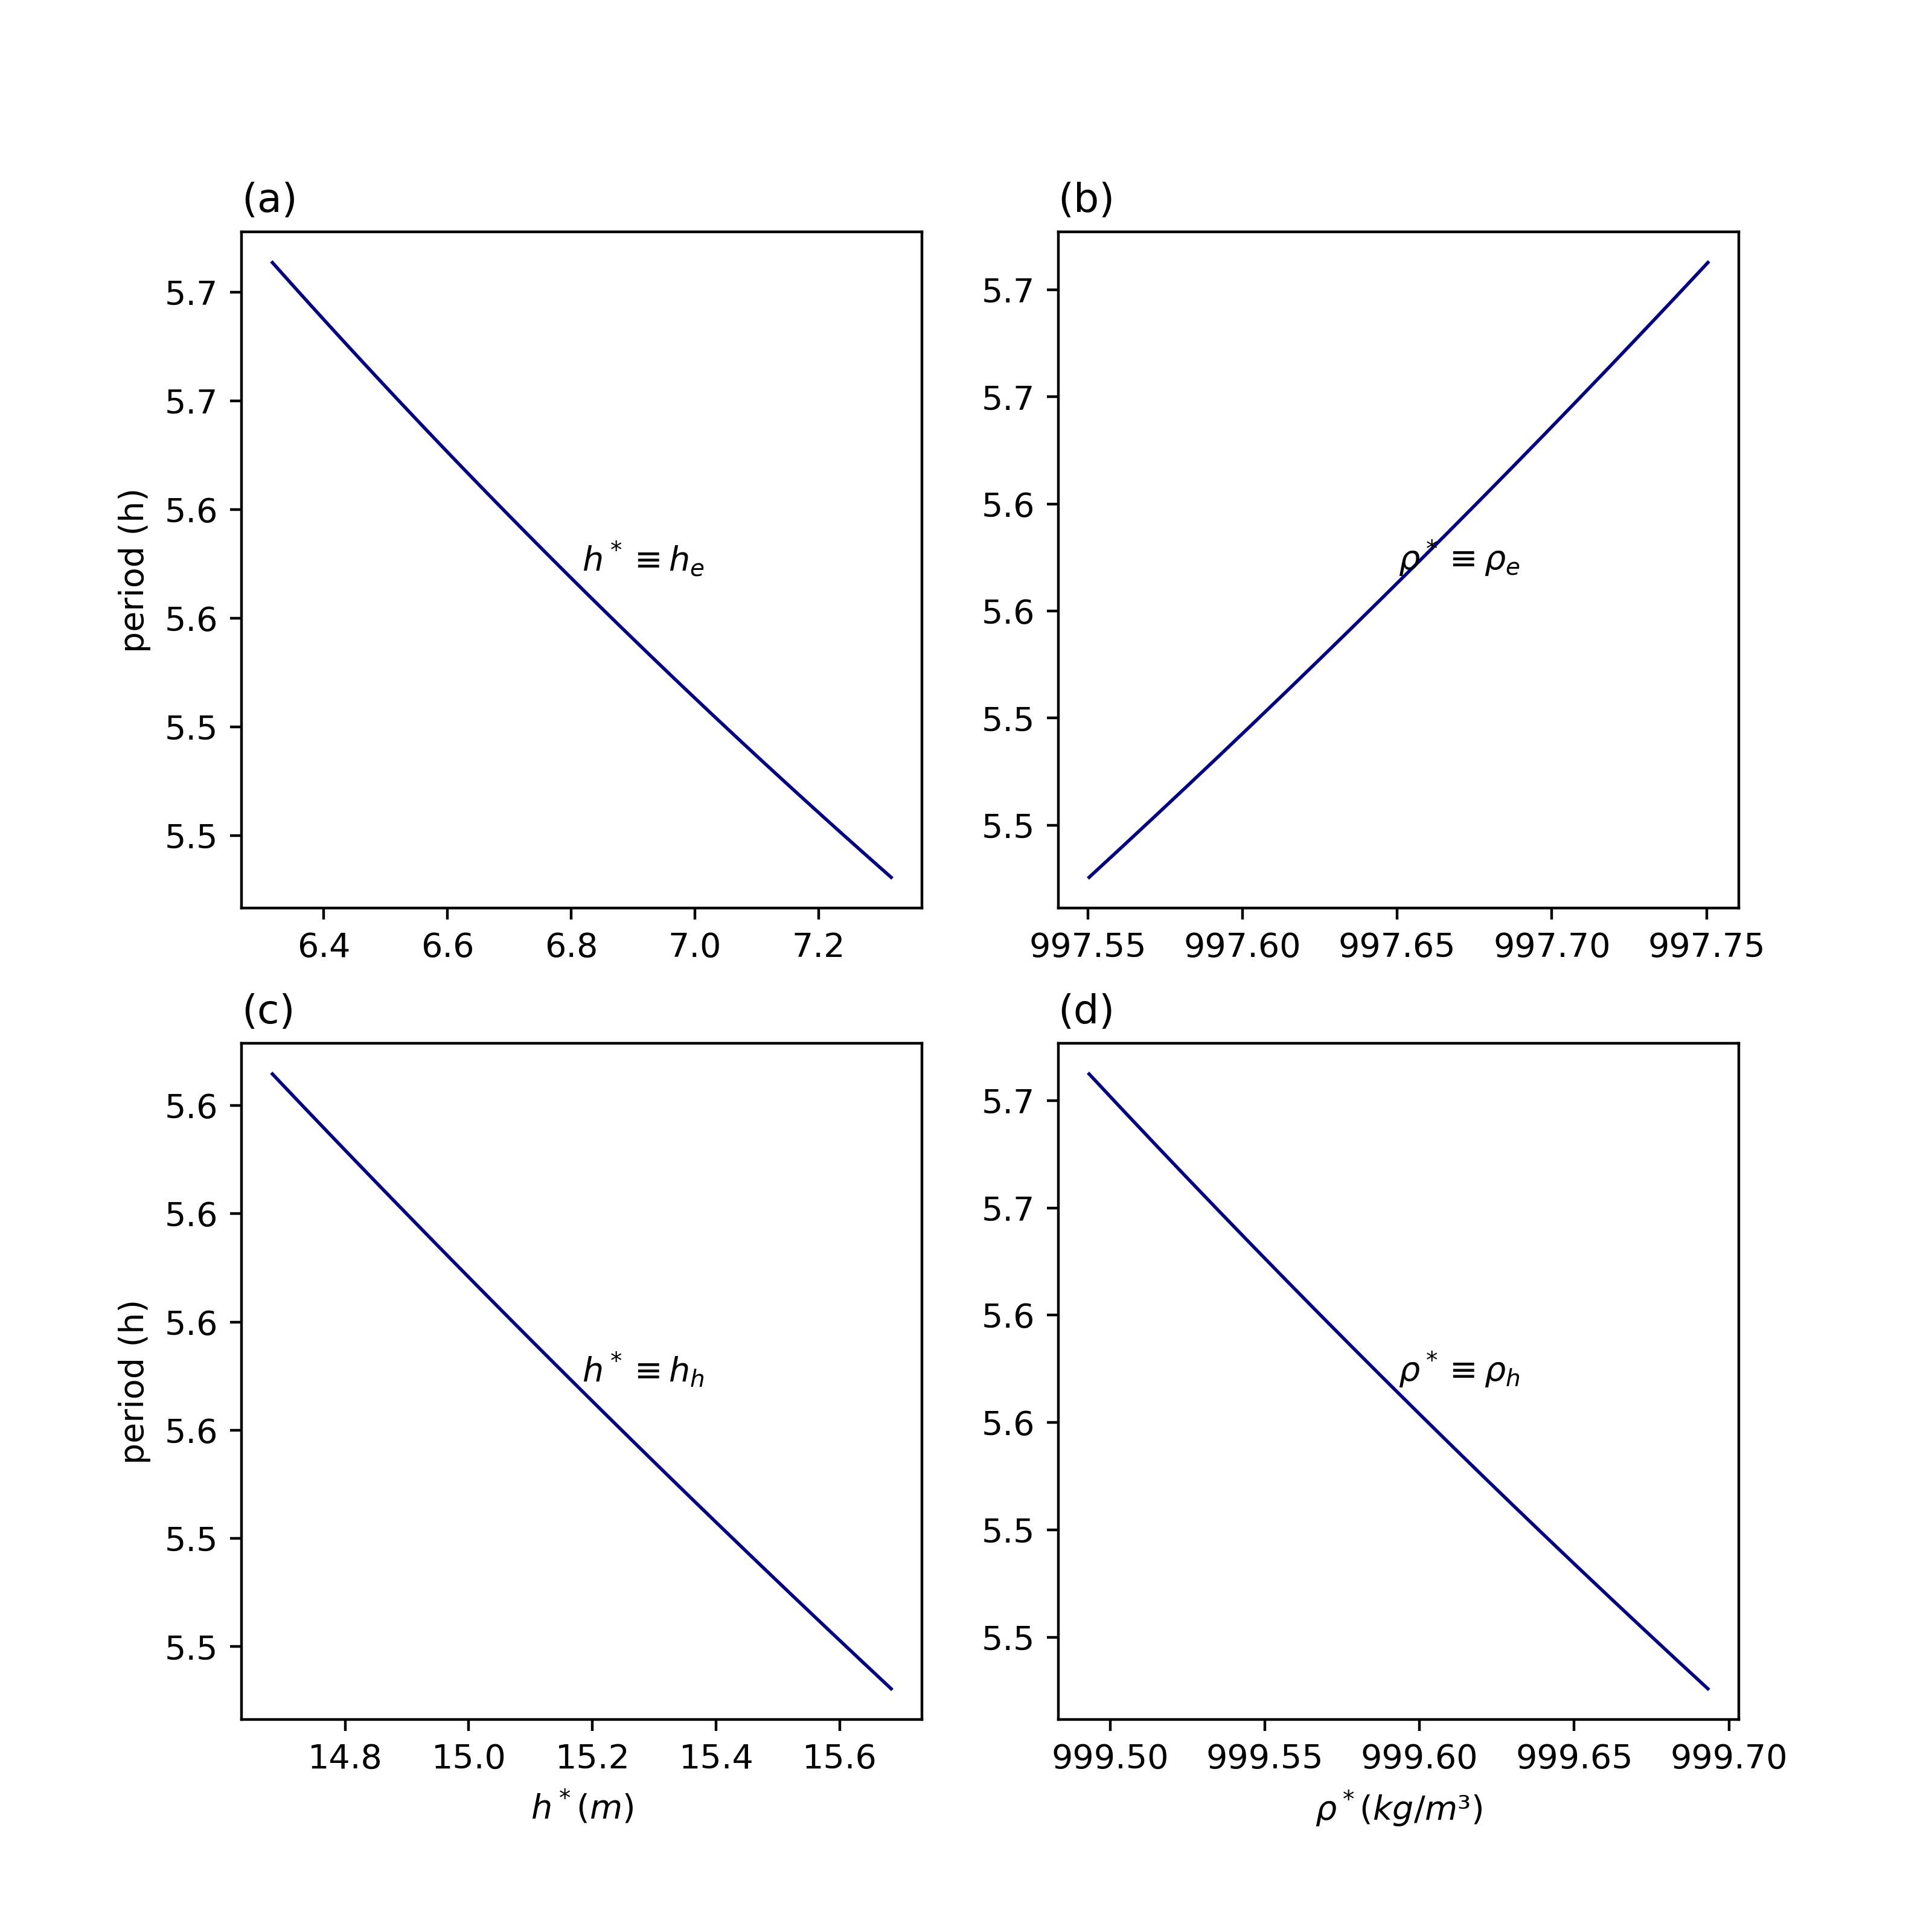 (a)
5.7
5.7
5.6
5.6
5.5
5.5
period (h)
h* ≡ hₑ
6.4 6.6 6.8 7.0 7.2
(b)
5.7
5.7
5.6
5.6
5.5
5.5
ρ* ≡ ρₑ
997.55 997.60 997.65 997.70 997.75
(c)
5.6
5.6
5.6
5.6
5.5
5.5
period (h)
h* ≡ hₕ
14.8 15.0 15.2 15.4 15.6
h*(m)
(d)
5.7
5.7
5.6
5.6
5.5
5.5
ρ* ≡ ρₕ
999.50 999.55 999.60 999.65 999.70
ρ*(kg/m³)